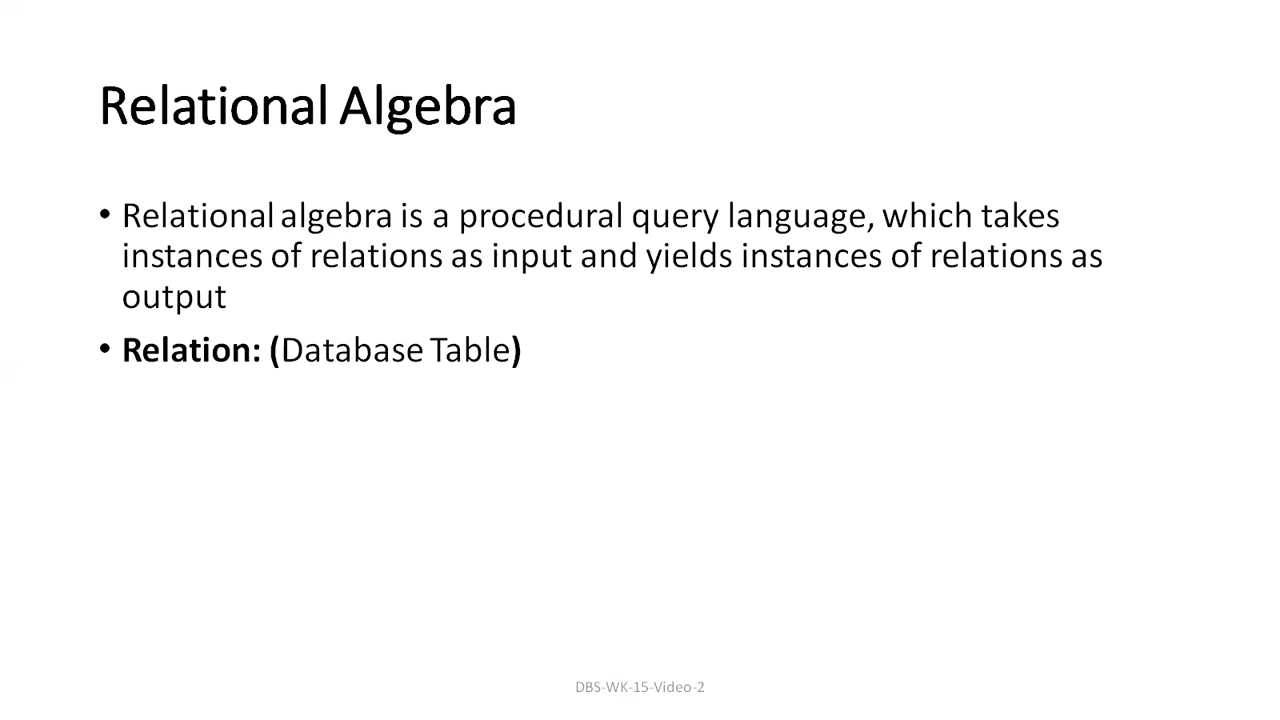 Relational Algebra
• Relational algebra is a procedural query language, which takes
instances of relations as input and yields instances of relations as
output
• Relation: (Database Table)
DBS-WK-15-Video-2